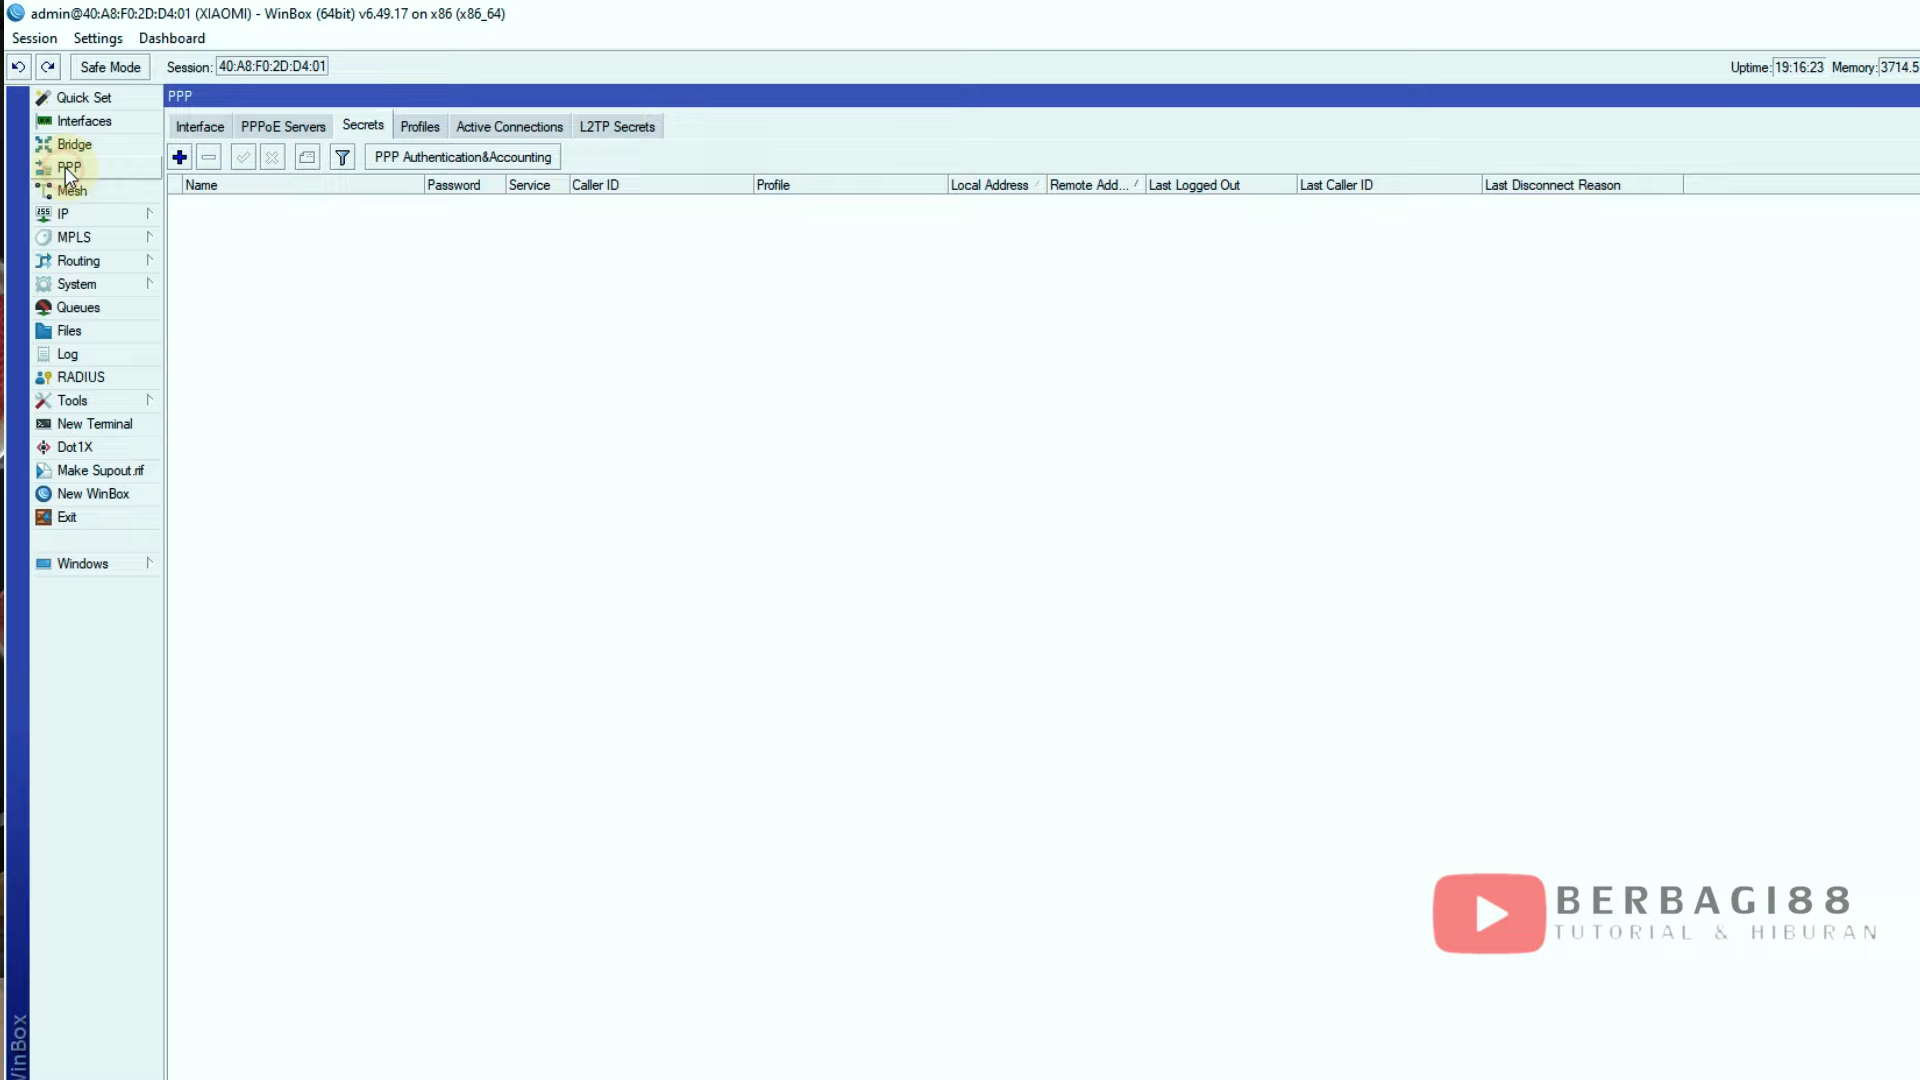 admin@40:A8:F0:2D:D4:01 (XIAOMI) - WinBox (64bit) v6.49.17 on x86 (x86_64)
Session Settings Dashboard
Safe Mode Session: 40:A8:F0:2D:D4:01 Uptime: 19:16:23 Memory: 3714.5
Quick Set
Interfaces
Bridge
PPP
Mesh
IP
MPLS
Routing
System
Queues
Files
Log
RADIUS
Tools
New Terminal
Dot1X
Make Supout.rif
New WinBox
Exit
Windows
PPP
Interface PPPoE Servers Secrets Profiles Active Connections L2TP Secrets
PPP Authentication&Accounting
Name Password Service Caller ID Profile Local Address Remote Add... Last Logged Out Last Caller ID Last Disconnect Reason
BERBAGI88
TUTORIAL & HIBURAN
WinBox